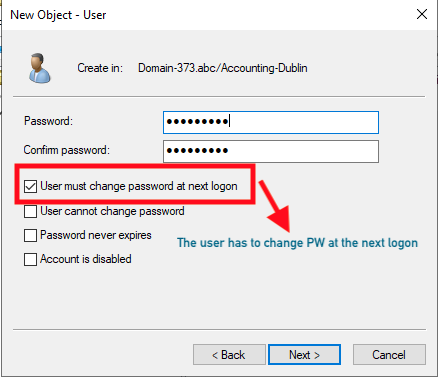 New Object - User
Create in: Domain-373.abc/Accounting-Dublin
Password:
Confirm password:
User must change password at next logon
User cannot change password
Password never expires
The user has to change PW at the next logon
Account is disabled
< Back Next > Cancel